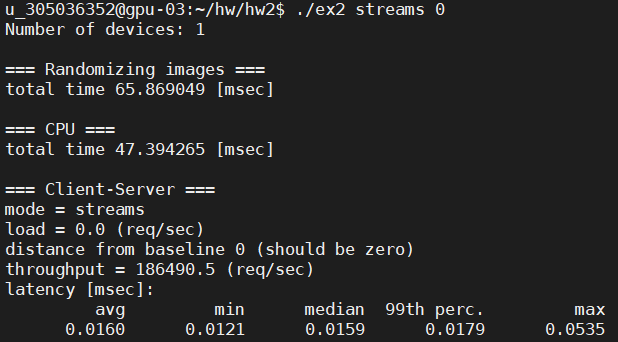 u_305036352@gpu-03:~/hw/hw2$ ./ex2 streams 0
Number of devices: 1
=== Randomizing images ===
total time 65.869049 [msec]
=== CPU ===
total time 47.394265 [msec]
=== Client-Server ===
mode = streams
load = 0.0 (req/sec)
distance from baseline 0 (should be zero)
throughput = 186490.5 (req/sec)
latency [msec]:
avg min median 99th perc. max
0.0160 0.0121 0.0159 0.0179 0.0535